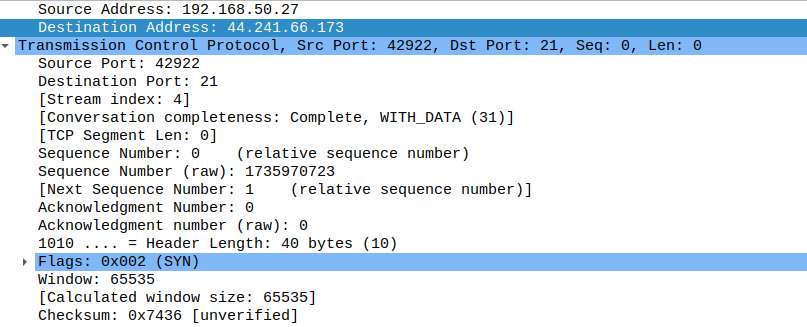 Source Address: 192.168.50.27
Destination Address: 44.241.66.173
Transmission Control Protocol, Src Port: 42922, Dst Port: 21, Seq: 0, Len: 0
Source Port: 42922
Destination Port: 21
[Stream index: 4]
[Conversation completeness: Complete, WITH_DATA (31)]
[TCP Segment Len: 0]
Sequence Number: 0    (relative sequence number)
Sequence Number (raw): 1735970723
[Next Sequence Number: 1    (relative sequence number)]
Acknowledgment Number: 0
Acknowledgment number (raw): 0
1010 .... = Header Length: 40 bytes (10)
Flags: 0x002 (SYN)
Window: 65535
[Calculated window size: 65535]
Checksum: 0x7436 [unverified]